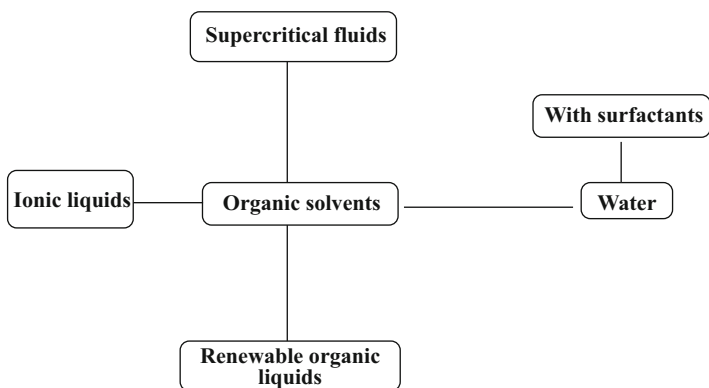 Supercritical fluids
With surfactants
Ionic liquids
Organic solvents
Water
Renewable organic
liquids